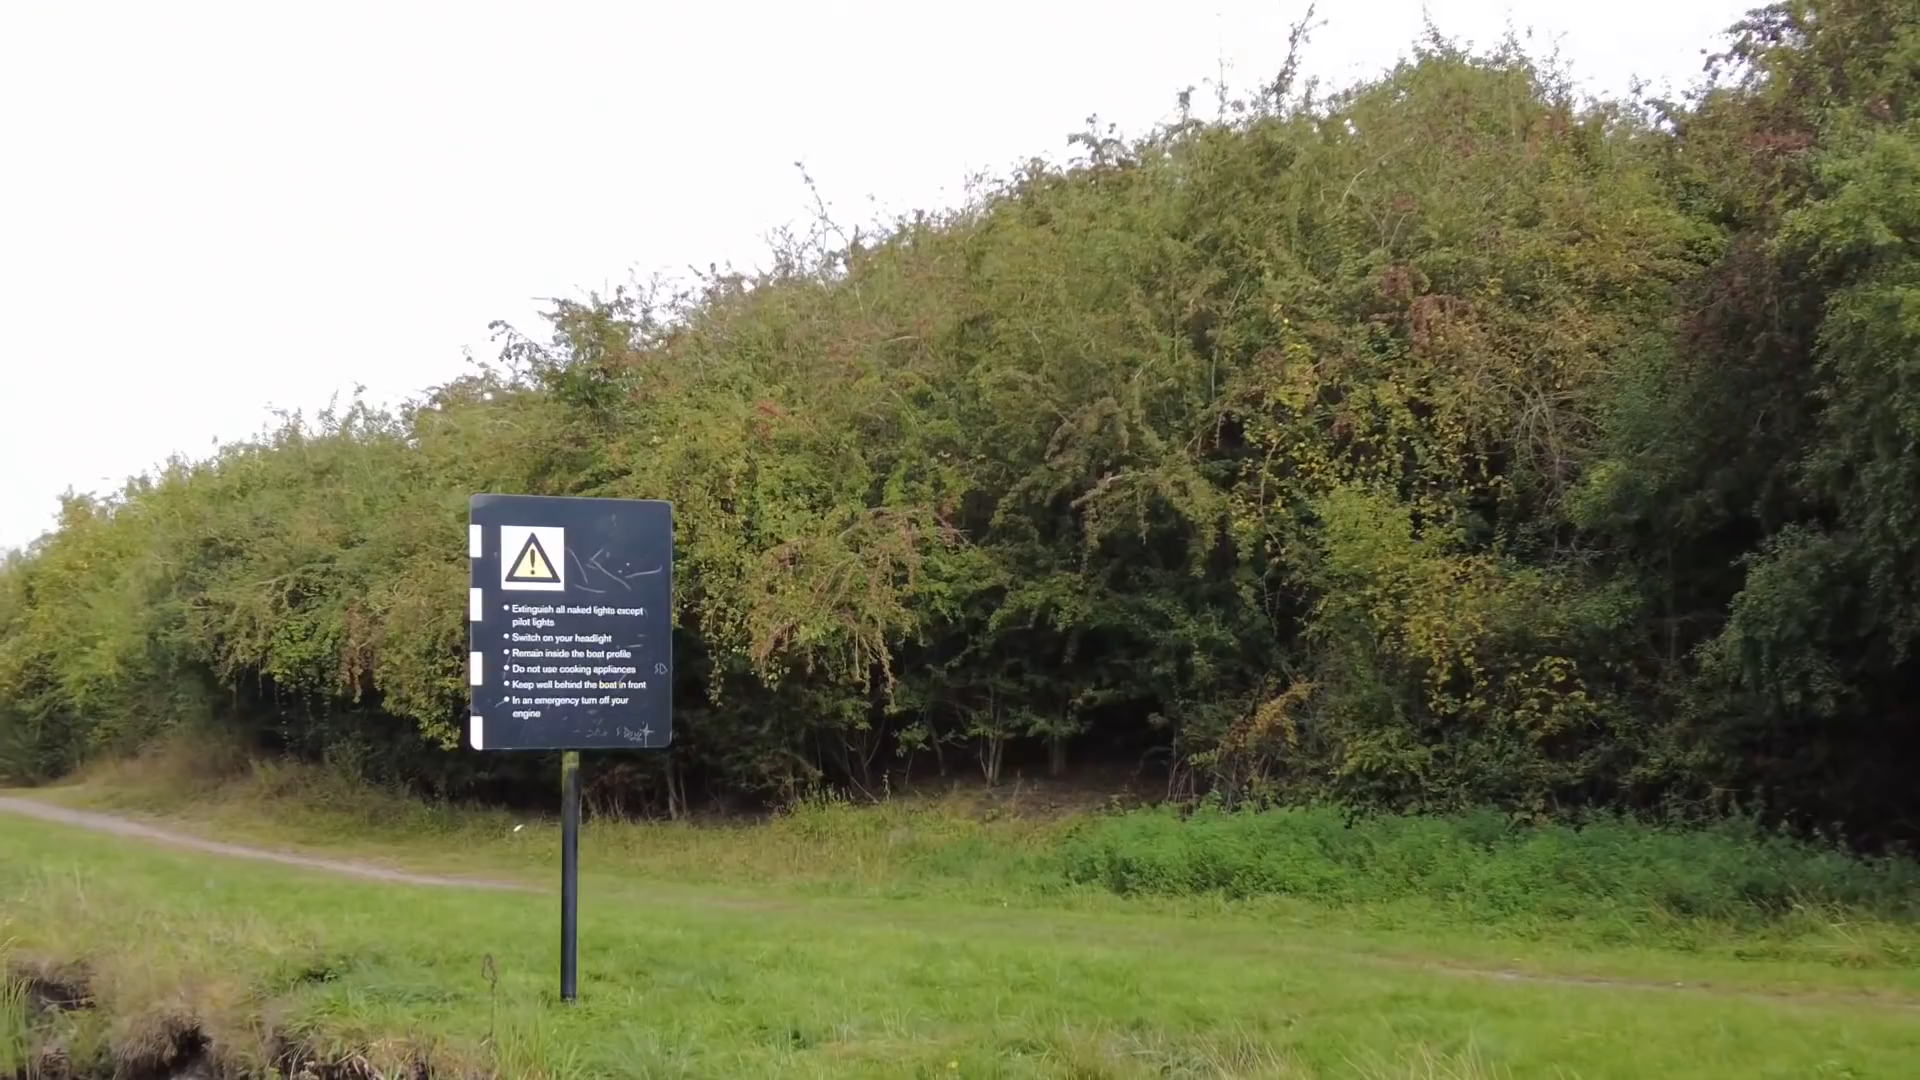 • Extinguish all naked lights except
pilot lights
• Switch on your headlight
• Remain inside the boat profile
• Do not use cooking appliances
• Keep well behind the boat in front
• In an emergency turn off your
engine
SD